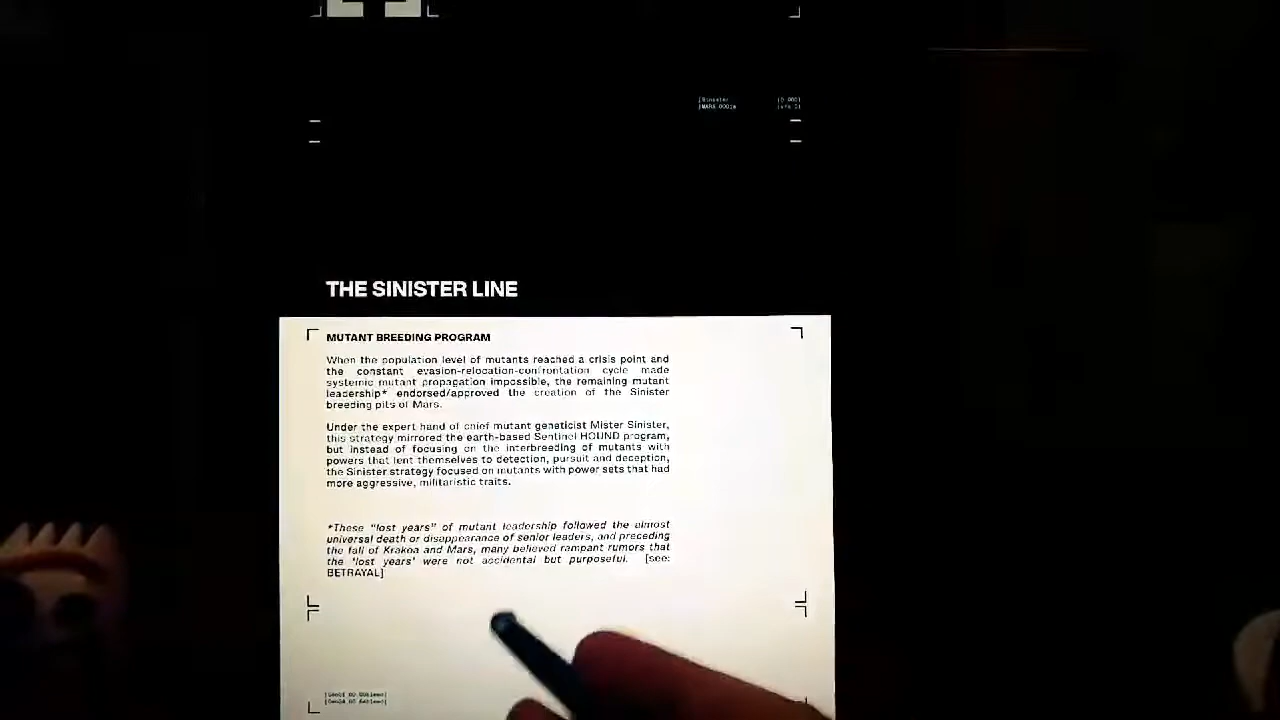 [Sinister
THE SINISTER LINE
MUTANT BREEDING PROGRAM
When the population level of mutants reached a crisis point and
the constant evasion-relocation-confrontation cycle made
systemic mutant propagation impossible, the remaining mutant
leadership* endorsed/approved the creation of the Sinister
breeding pits of Mars.
Under the expert hand of chief mutant geneticist Mister Sinister,
this strategy mirrored the earth-based Sentinel HOUND program,
but instead of focusing on the interbreeding of mutants with
powers that lent themselves to detection, pursuit and deception,
the Sinister strategy focused on mutants with power sets that had
more aggressive, militaristic traits.
*These "lost years" of mutant leadership followed the almost
universal death or disappearance of senior leaders, and preceding
the fall of Krakoa and Mars, many believed rampant rumors that
the 'lost years' were not accidental but purposeful. [see:
BETRAYAL]